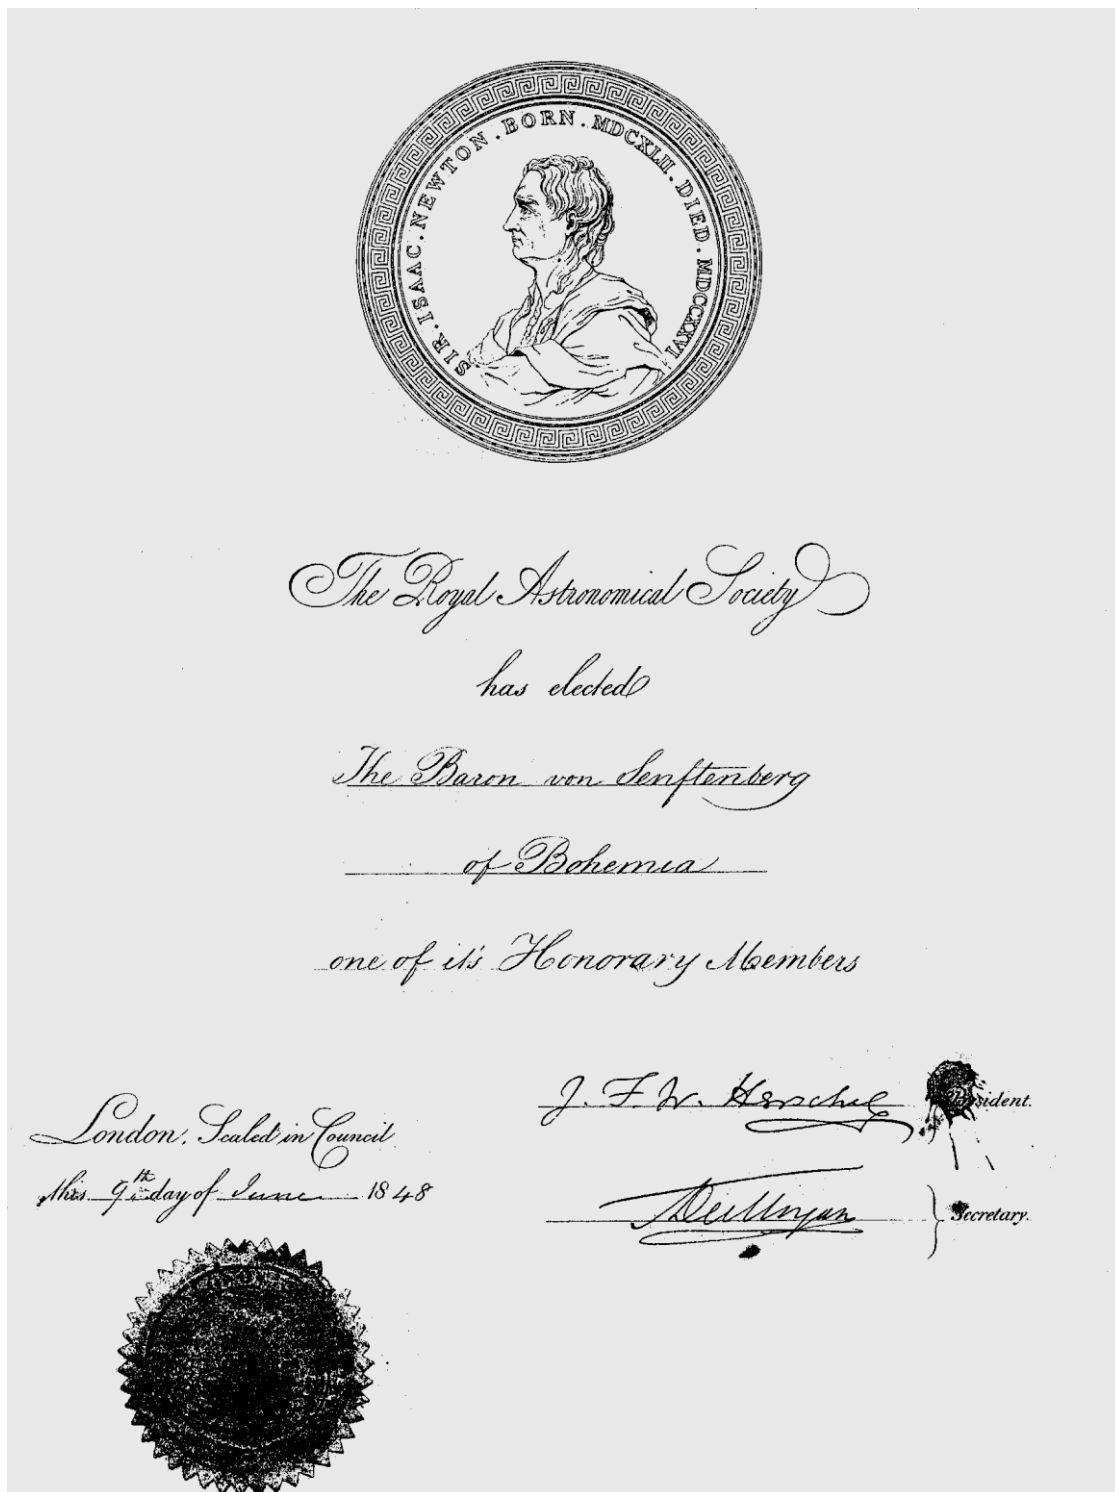 SIR. ISAAC. NEWTON. BORN. MDCXLII. DIED. MDCCXXVI
The Royal Astronomical Society
has elected
The Baron von Senftenberg
of Bohemia
one of it's Honorary Members
J. F. W. Herschel President.
London, Sealed in Council
this 9th day of June 1848
ADeMorgan } Secretary.